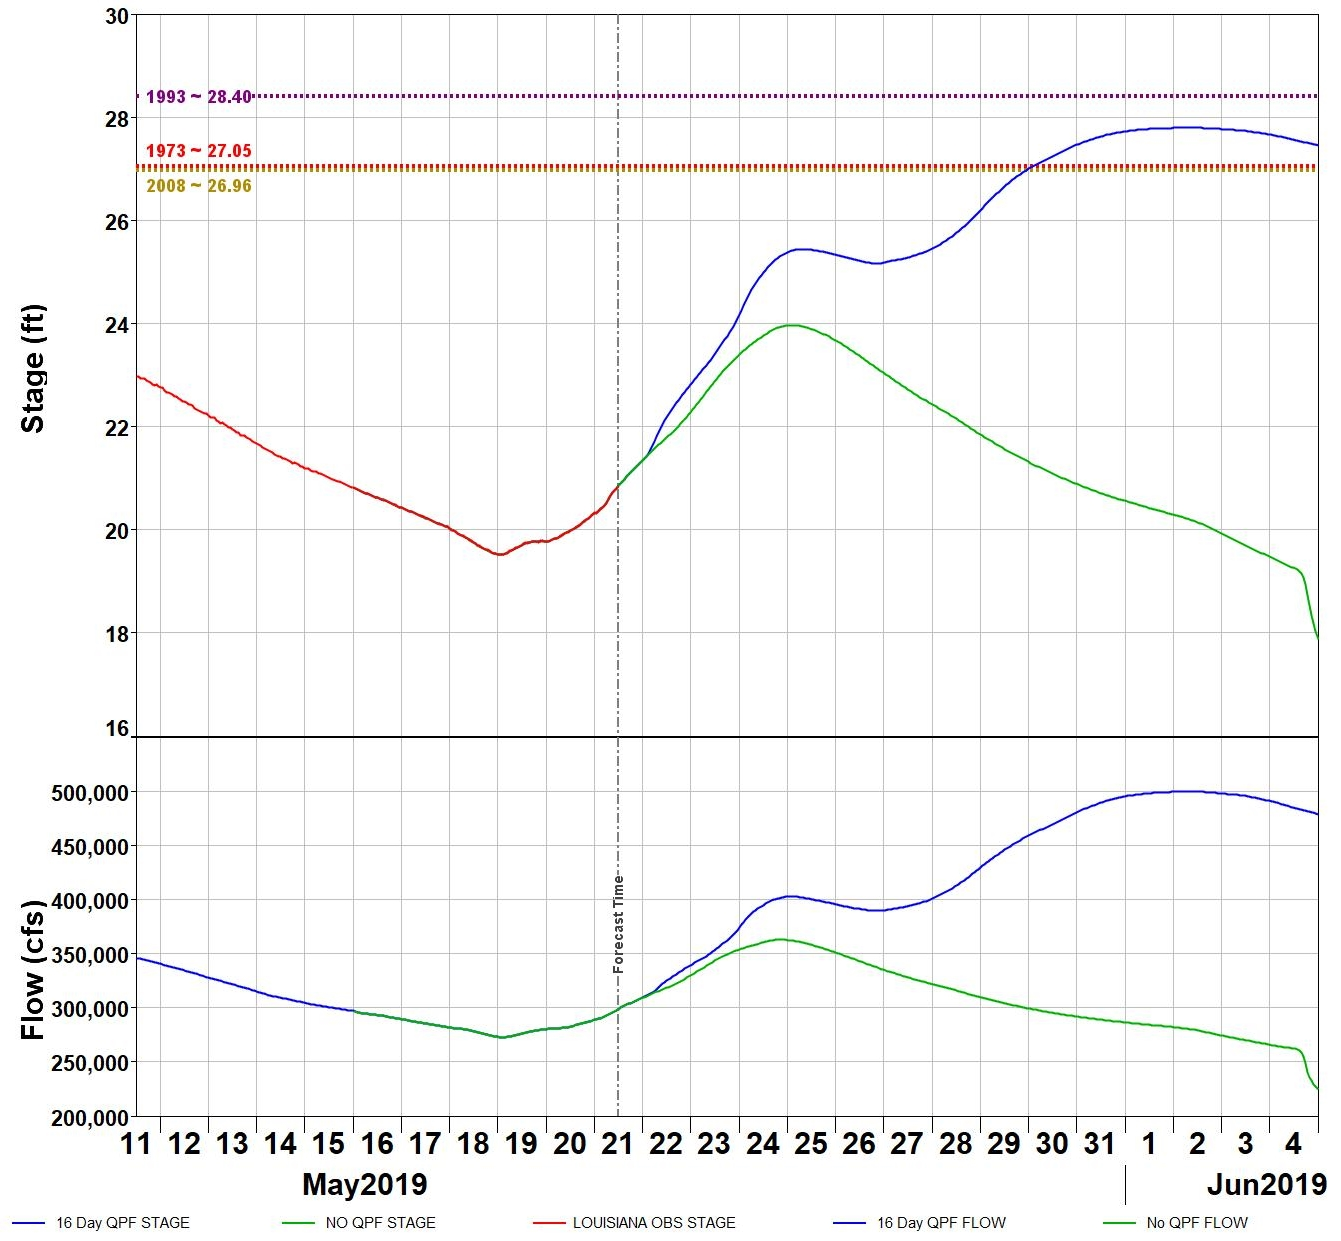 30
1993 ~ 28.40
28
1973 ~ 27.05
2008 ~ 26.96
26
24
Stage (ft)
22
20
18
16
500,000
450,000
400,000
350,000
300,000
250,000
200,000
Flow (cfs)
Forecast Time
11 12 13 14 15 16 17 18 19 20 21 22 23 24 25 26 27 28 29 30 31 1 2 3 4
May2019 Jun2019
16 Day QPF STAGE NO QPF STAGE LOUISIANA OBS STAGE 16 Day QPF FLOW No QPF FLOW